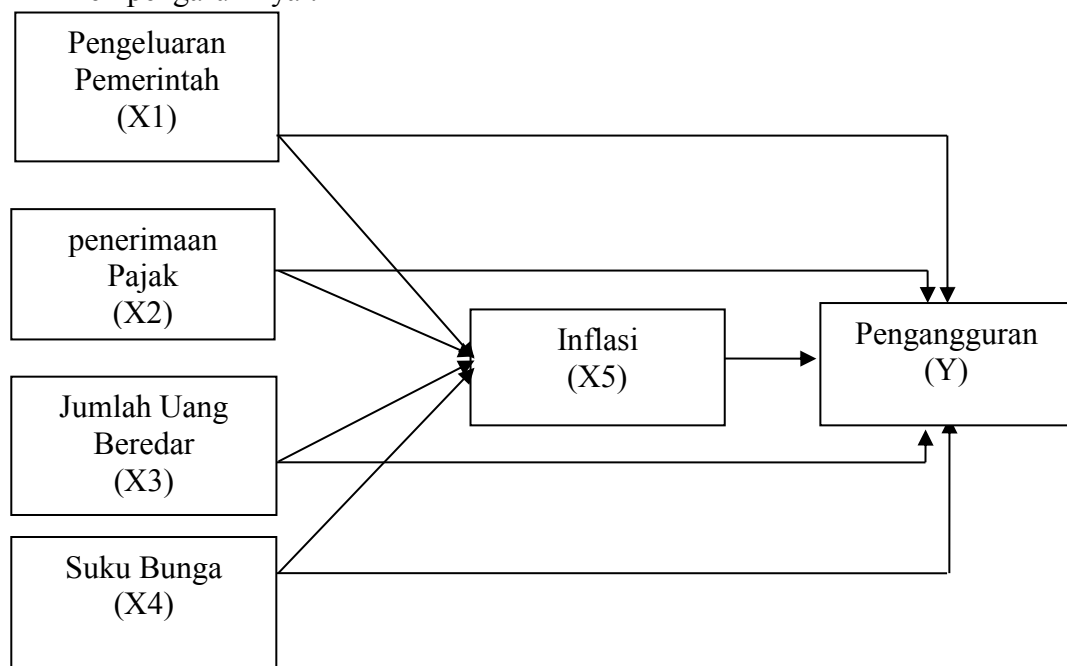 Pengeluaran
Pemerintah
(X1)
penerimaan
Pajak
(X2)
Jumlah Uang
Beredar
(X3)
Suku Bunga
(X4)
Inflasi
(X5)
Pengangguran
(Y)